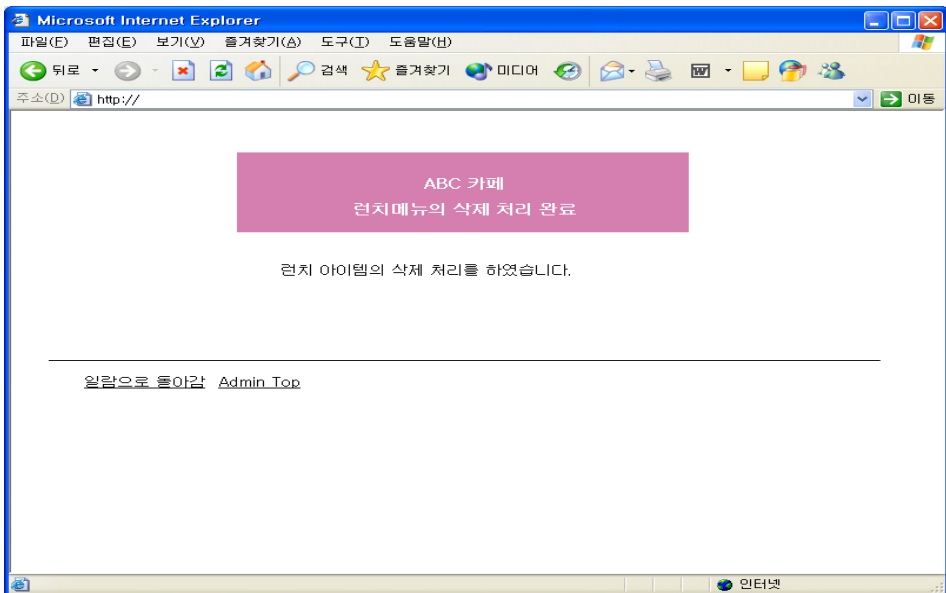 Microsoft Internet Explorer
파일(F) 편집(E) 보기(V) 즐겨찾기(A) 도구(T) 도움말(H)
뒤로 검색 즐겨찾기 미디어
주소(D) http:// 이동
ABC 카페
런치메뉴의 삭제 처리 완료
런치 아이템의 삭제 처리를 하였습니다.
일람으로 돌아감 Admin Top
인터넷